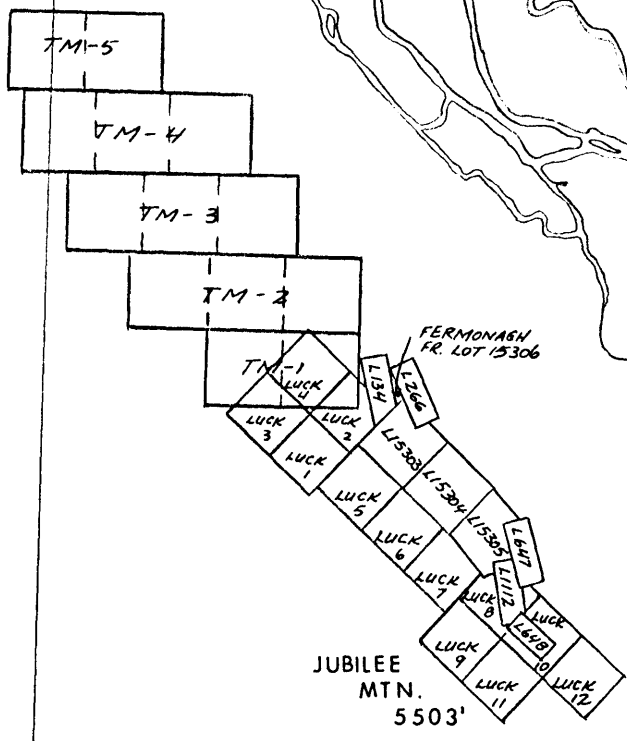 TM-5
TM-4
TM-3
TM-2
TM-1
FERMONAGH
FR. LOT 15306
L134
L266
LUCK
4
LUCK
3
LUCK
2
LUCK
1
L15303
L15304
L15305
LUCK
5
LUCK
6
LUCK
7
L647
L1112
LUCK
8
LUCK
10
L648
LUCK
9
LUCK
11
LUCK
12
JUBILEE
MTN.
5503'